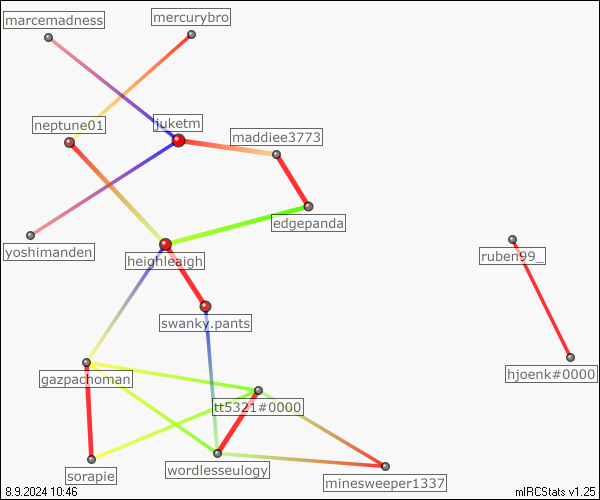 marcemadness
mercurybro
neptune01
juketm
maddiee3773
edgepanda
yoshimanden
heighleaigh
ruben99_
swanky.pants
hjoenk#0000
gazpachoman
tt5321#0000
sorapie
wordlesseulogy
minesweeper1337
8.9.2024 10:46
mIRCStats v1.25